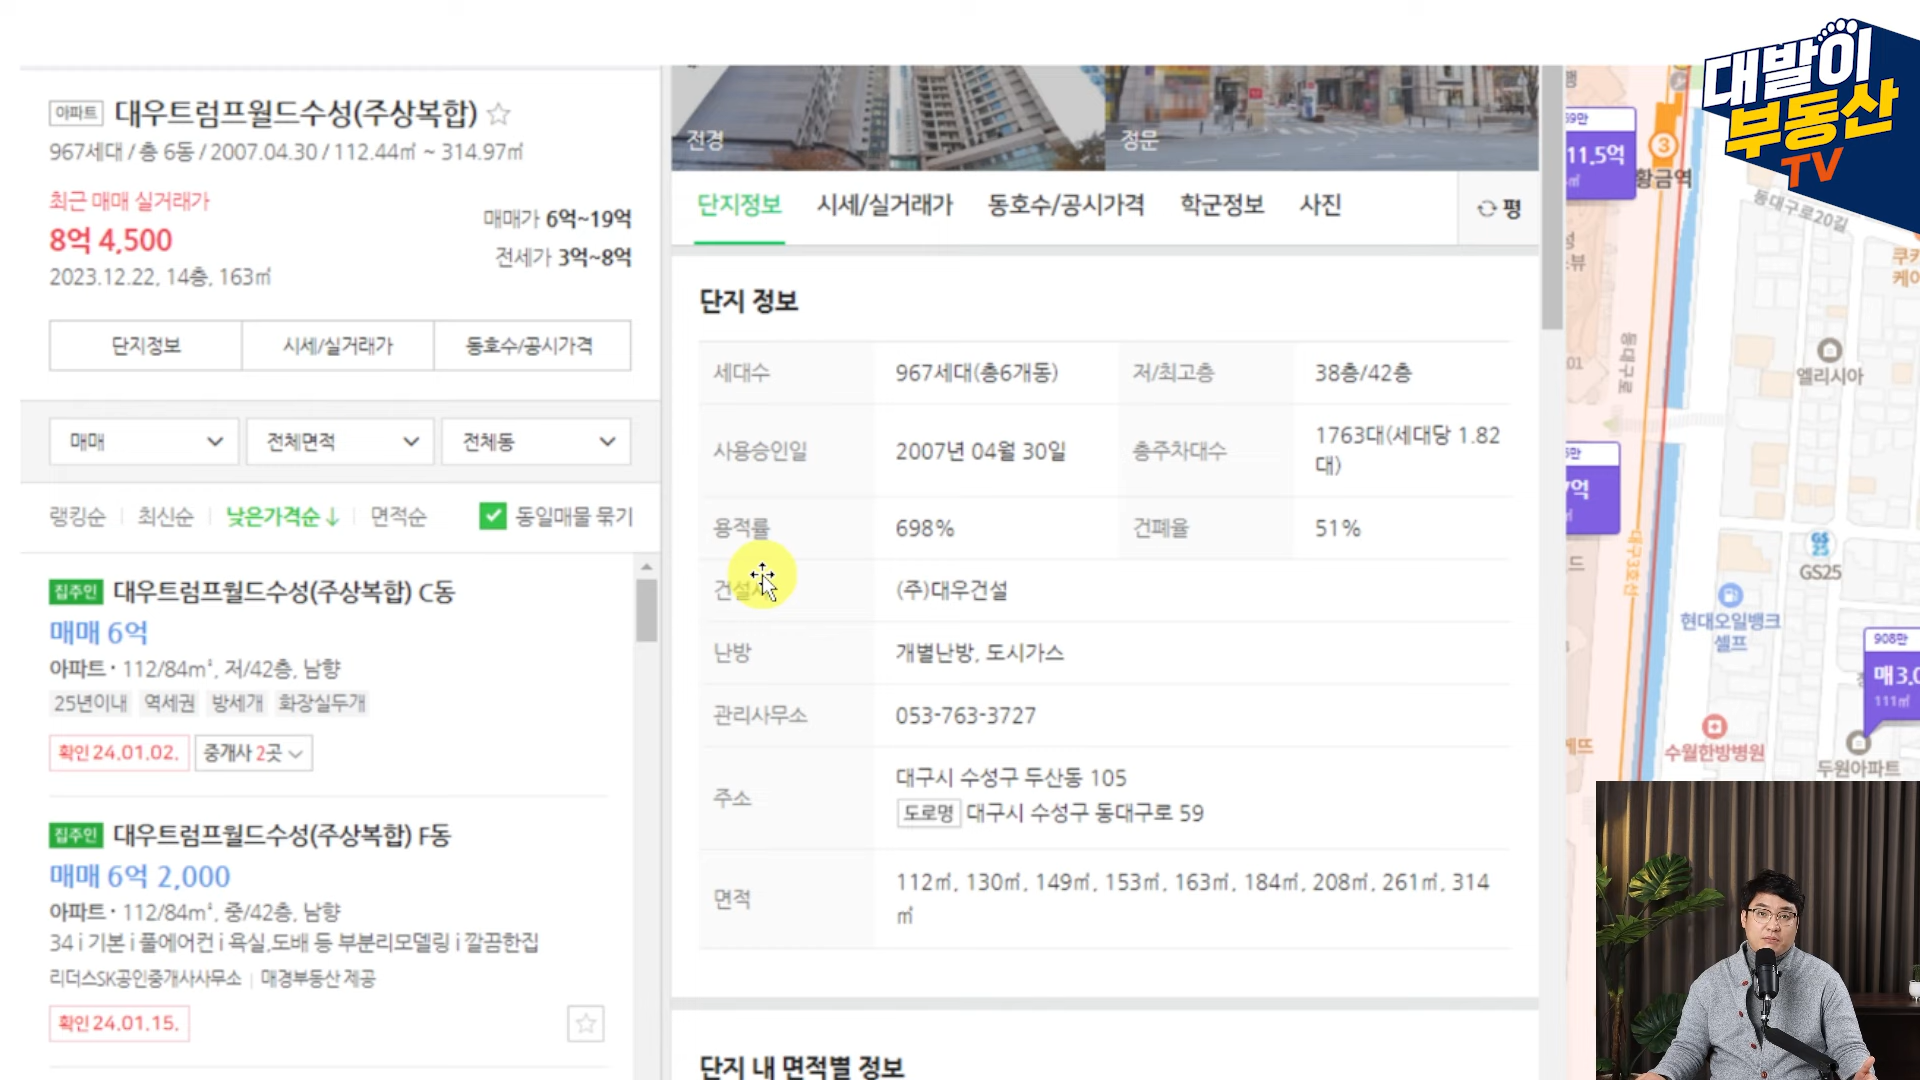 아파트 대우트럼프월드수성(주상복합)
967세대 / 총 6동 / 2007.04.30 / 112.44㎡ ~ 314.97㎡
최근 매매 실거래가
8억 4,500
2023.12.22, 14층, 163㎡
매매가 6억~19억
전세가 3억~8억
단지정보 시세/실거래가 동호수/공시가격
매매 전체면적 전체동
랭킹순 최신순 낮은가격순↓ 면적순 동일매물 묶기
집주인 대우트럼프월드수성(주상복합) C동
매매 6억
아파트 · 112/84m², 저/42층, 남향
25년이내 역세권 방세개 화장실두개
확인 24.01.02. 중개사 2곳
집주인 대우트럼프월드수성(주상복합) F동
매매 6억 2,000
아파트 · 112/84m², 중/42층, 남향
34 i 기본 i 풀에어컨 i 욕실,도배 등 부분리모델링 i 깔끔한집
리더스SK공인중개사사무소 | 매경부동산 제공
확인 24.01.15.
전경
정문
단지정보 시세/실거래가 동호수/공시가격 학군정보 사진 평
단지 정보
세대수 967세대(총6개동) 저/최고층 38층/42층
사용승인일 2007년 04월 30일 총주차대수 1763대(세대당 1.82
대)
용적률 698% 건폐율 51%
건설사 (주)대우건설
난방 개별난방, 도시가스
관리사무소 053-763-3727
주소 대구시 수성구 두산동 105
도로명 대구시 수성구 동대구로 59
면적 112㎡, 130㎡, 149㎡, 153㎡, 163㎡, 184㎡, 208㎡, 261㎡, 314
㎡
단지 내 면적별 정보
대발이
부동산
TV
11.5억
3
황금역
동대구로20길
동대구로
엘리시아
대구3호선
GS25
GS25
현대오일뱅크
셀프
908만
매3.0
111㎡
수월한방병원
두원아파트